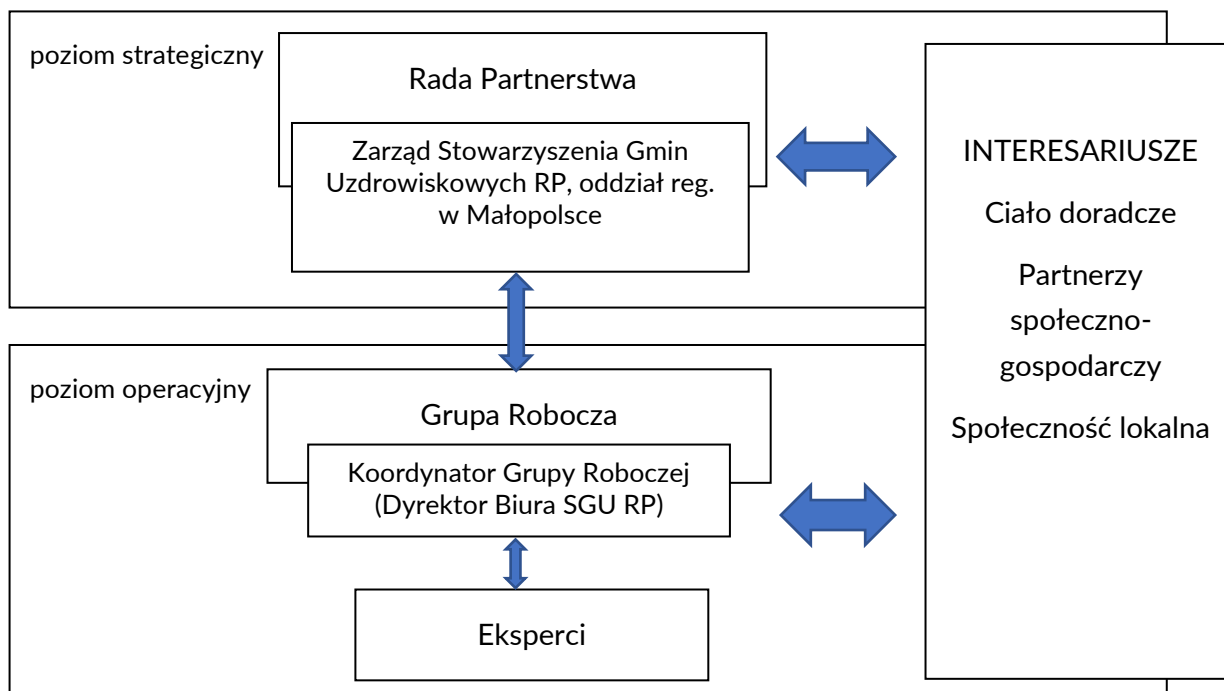 poziom strategiczny
Rada Partnerstwa
Zarząd Stowarzyszenia Gmin
Uzdrowiskowych RP, oddział reg.
w Małopolsce
poziom operacyjny
Grupa Robocza
Koordynator Grupy Roboczej
(Dyrektor Biura SGU RP)
Eksperci
INTERESARIUSZE
Ciało doradcze
Partnerzy
społeczno-
gospodarczy
Społeczność lokalna